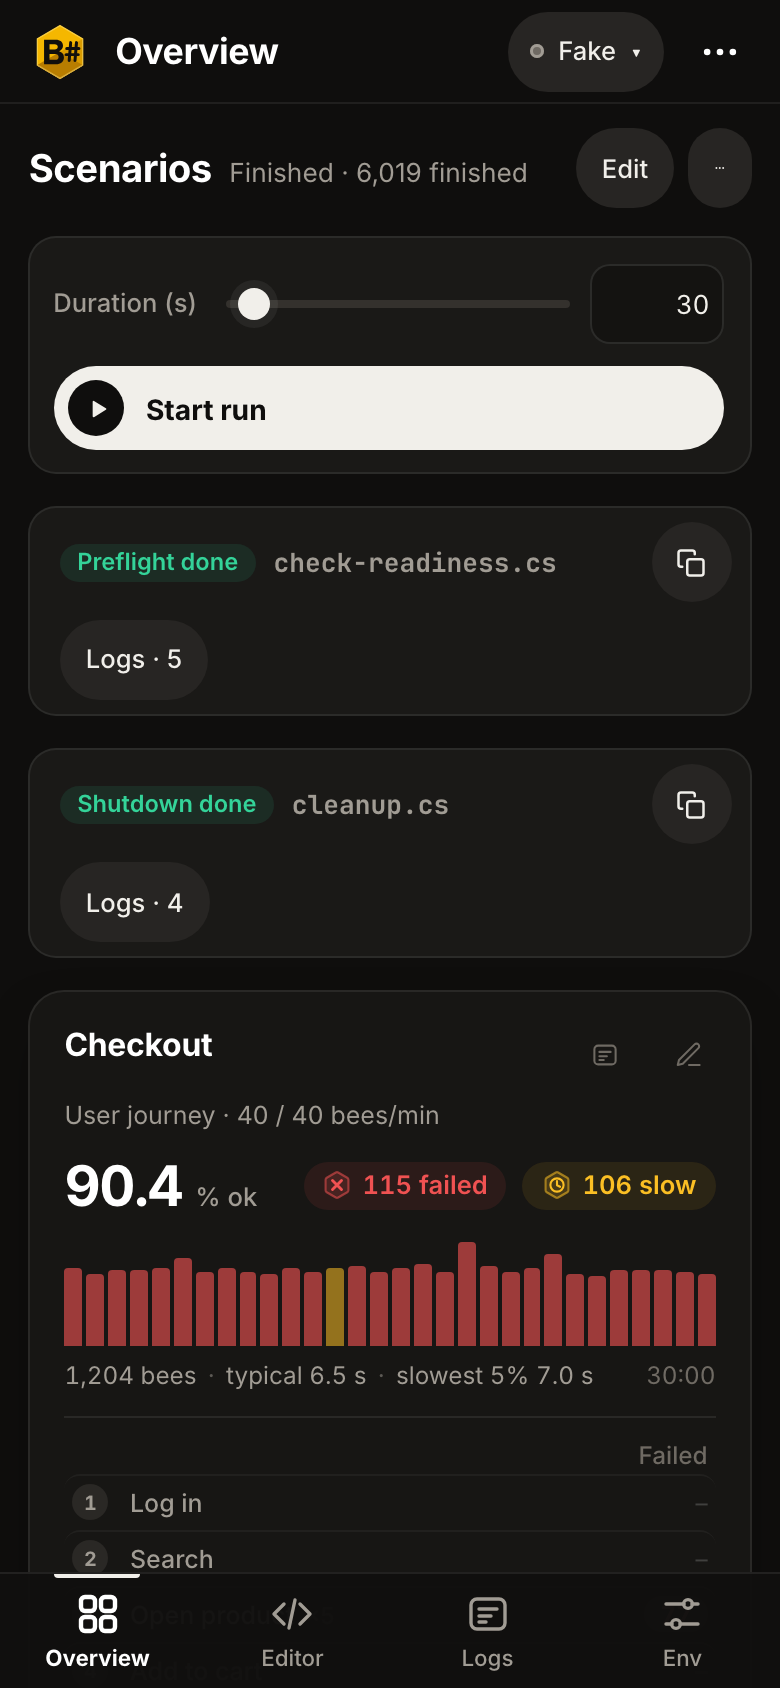 B#
Overview
Fake
Scenarios
Finished · 6,019 finished
Edit
...
Duration (s)
30
Start run
Preflight done
check-readiness.cs
Logs · 5
Shutdown done
cleanup.cs
Logs · 4
Checkout
User journey · 40 / 40 bees/min
90.4 % ok
115 failed
106 slow
1,204 bees · typical 6.5 s · slowest 5% 7.0 s
30:00
Failed
1 Log in –
2 Search –
Add to cart
Overview
Editor
Logs
Env